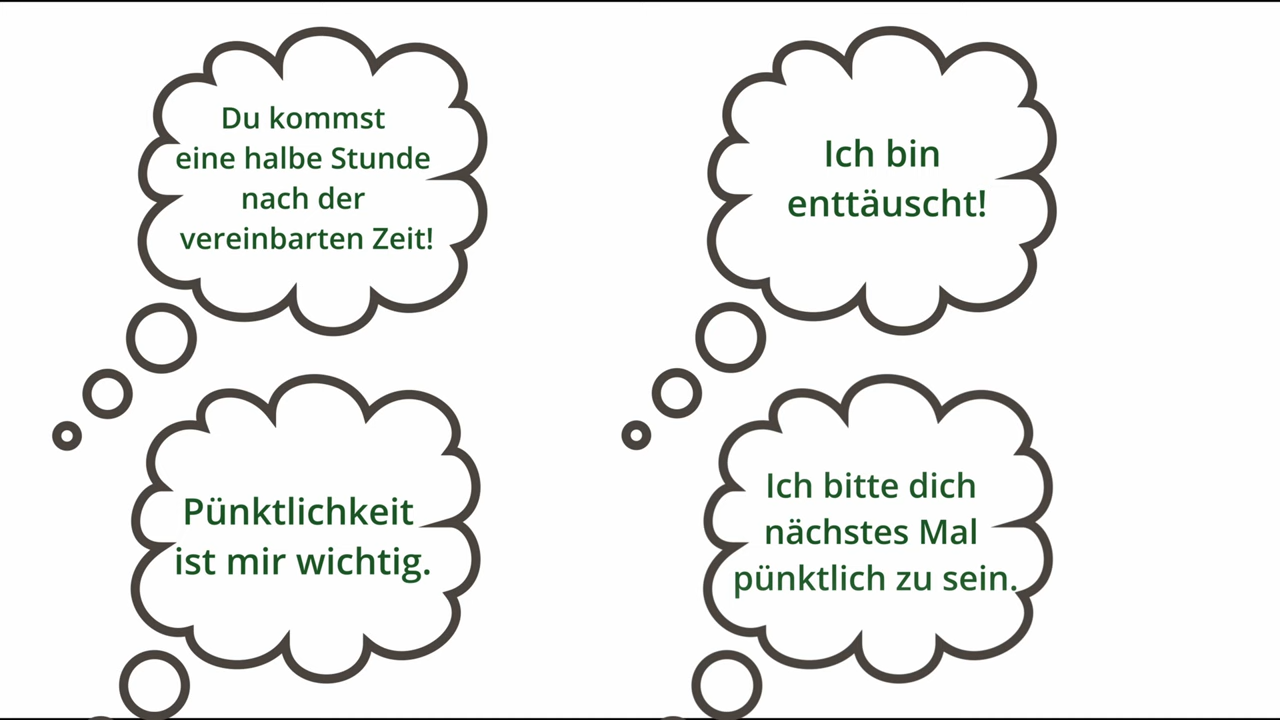 Du kommst
eine halbe Stunde
nach der
vereinbarten Zeit!
Ich bin
enttäuscht!
Pünktlichkeit
ist mir wichtig.
Ich bitte dich
nächstes Mal
pünktlich zu sein.